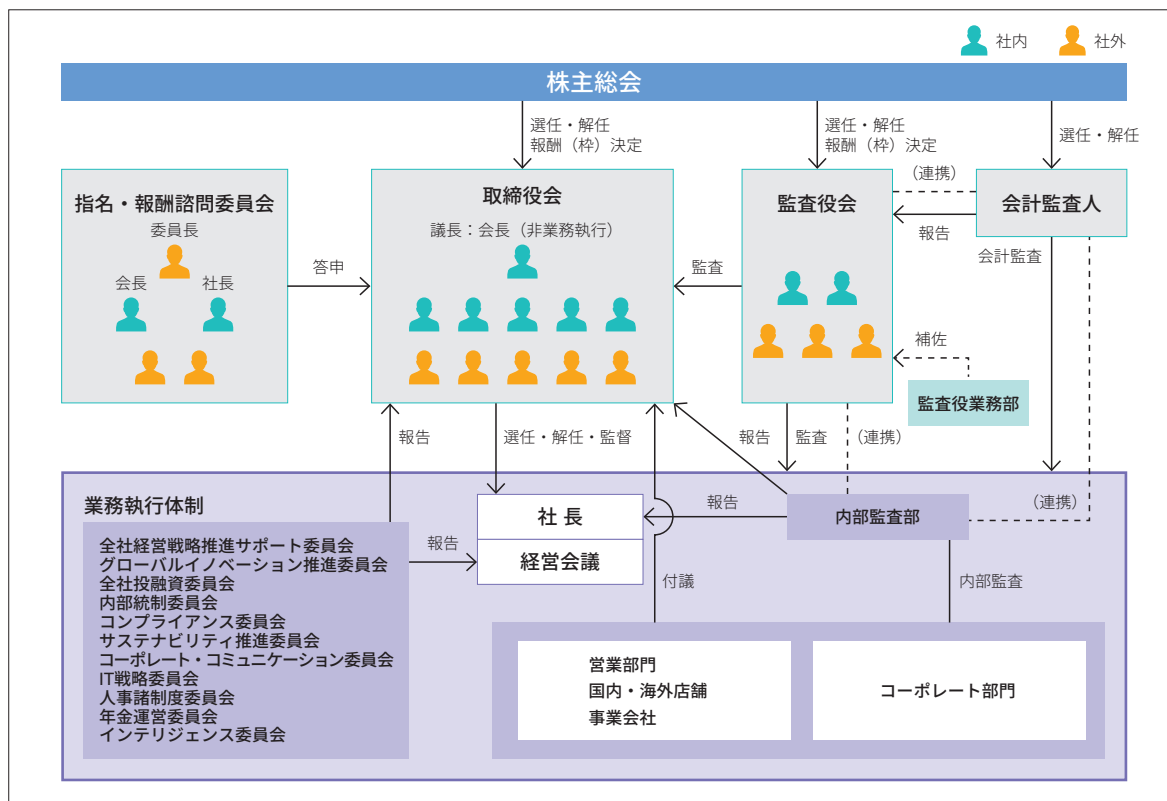 社内
社外
株主総会
選任・解任
報酬（枠）決定
選任・解任
報酬（枠）決定
選任・解任
指名・報酬諮問委員会
委員長
会長
社長
答申
取締役会
議長：会長（非業務執行）
監査
監査役会
（連携）
報告
会計監査人
会計監査
補佐
監査役業務部
報告
選任・解任・監督
報告
監査
（連携）
業務執行体制
全社経営戦略推進サポート委員会
グローバルイノベーション推進委員会
全社投融資委員会
内部統制委員会
コンプライアンス委員会
サステナビリティ推進委員会
コーポレート・コミュニケーション委員会
IT戦略委員会
人事諸制度委員会
年金運営委員会
インテリジェンス委員会
報告
社 長
経営会議
報告
内部監査部
（連携）
付議
内部監査
営業部門
国内・海外店舗
事業会社
コーポレート部門